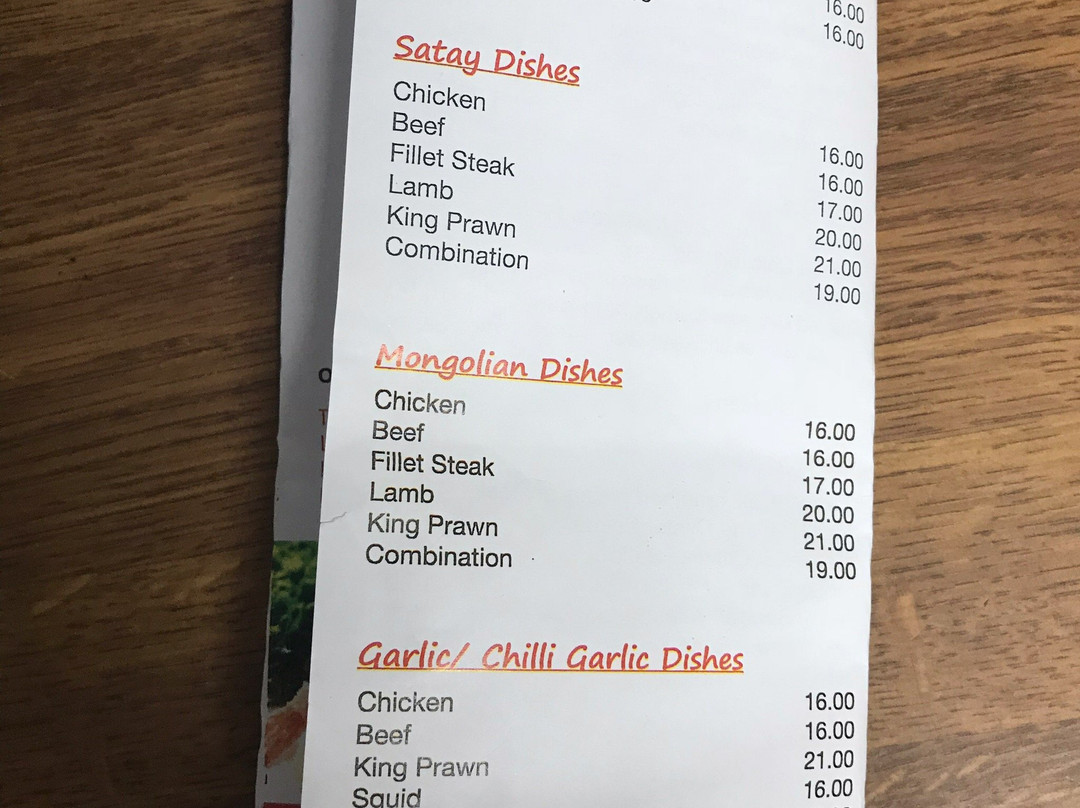 16.00
16.00
Satay Dishes
Chicken 16.00
Beef 16.00
Fillet Steak 17.00
Lamb 20.00
King Prawn 21.00
Combination 19.00
Mongolian Dishes
Chicken 16.00
Beef 16.00
Fillet Steak 17.00
Lamb 20.00
King Prawn 21.00
Combination 19.00
Garlic/ Chilli Garlic Dishes
Chicken 16.00
Beef 16.00
King Prawn 21.00
Squid 16.00